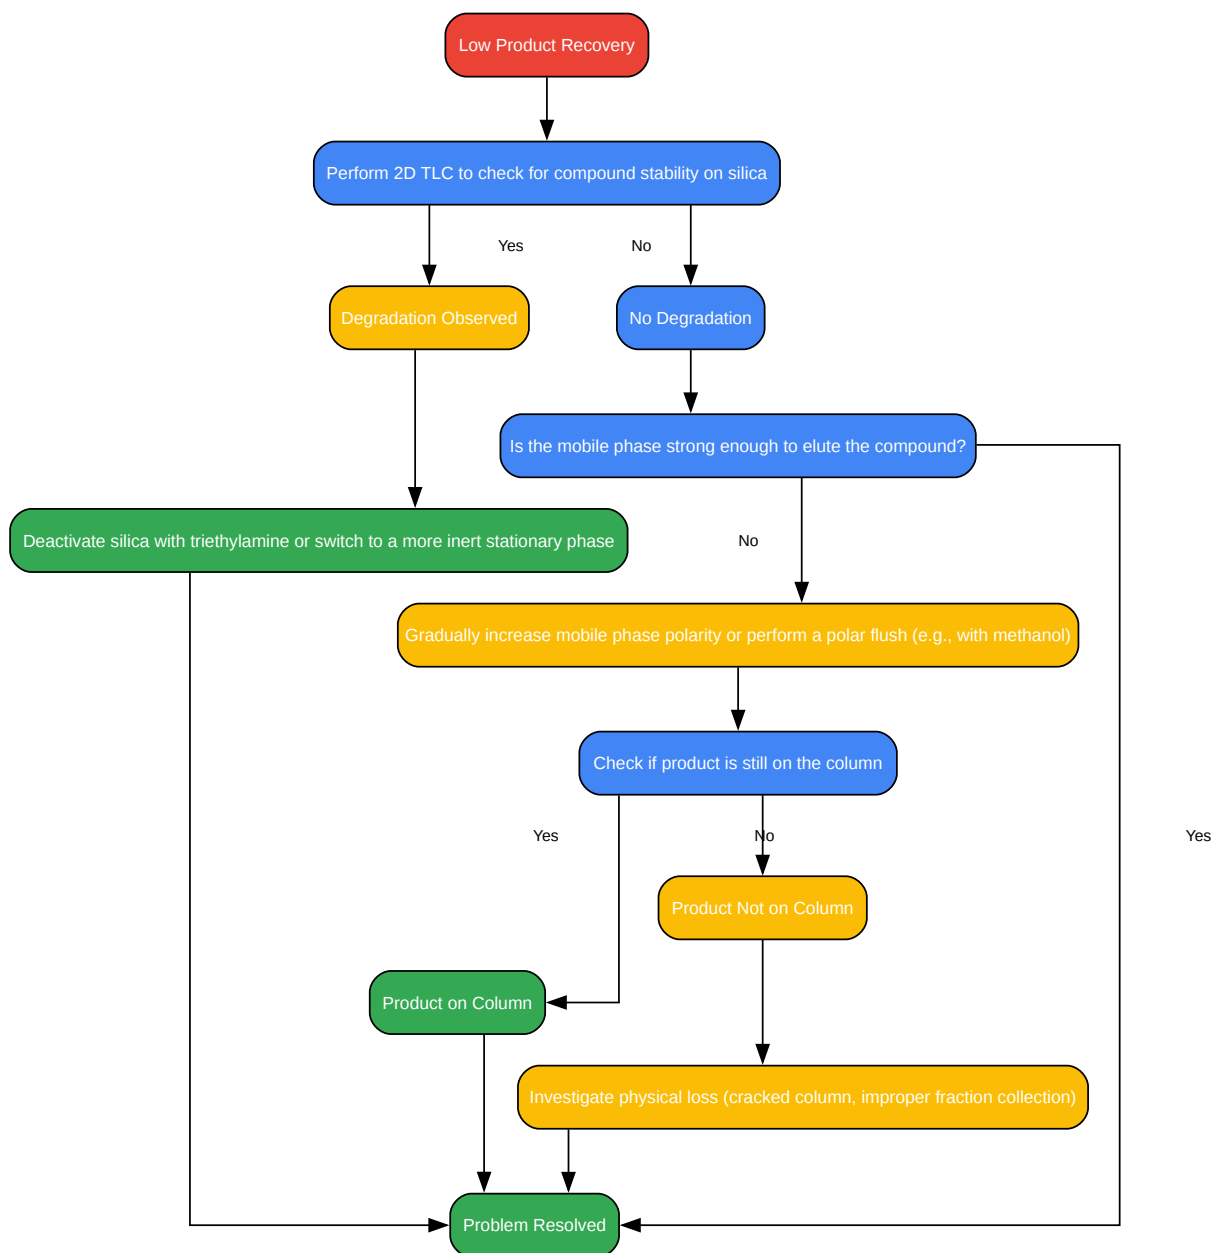 Low Product Recovery
Perform 2D TLC to check for compound stability on silica
Yes
No
Degradation Observed
No Degradation
Is the mobile phase strong enough to elute the compound?
Deactivate silica with triethylamine or switch to a more inert stationary phase
No
Gradually increase mobile phase polarity or perform a polar flush (e.g., with methanol)
Check if product is still on the column
Yes
No
Yes
Product Not on Column
Product on Column
Investigate physical loss (cracked column, improper fraction collection)
Problem Resolved